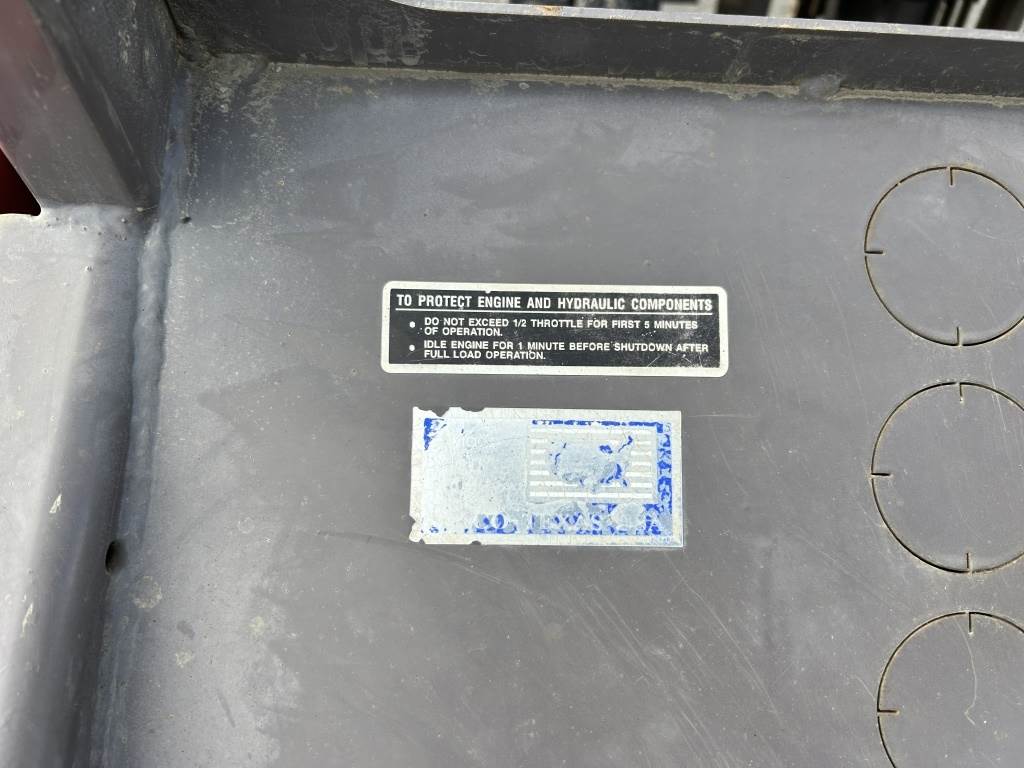 TO PROTECT ENGINE AND HYDRAULIC COMPONENTS
• DO NOT EXCEED 1/2 THROTTLE FOR FIRST 5 MINUTES
OF OPERATION.
• IDLE ENGINE FOR 1 MINUTE BEFORE SHUTDOWN AFTER
FULL LOAD OPERATION.